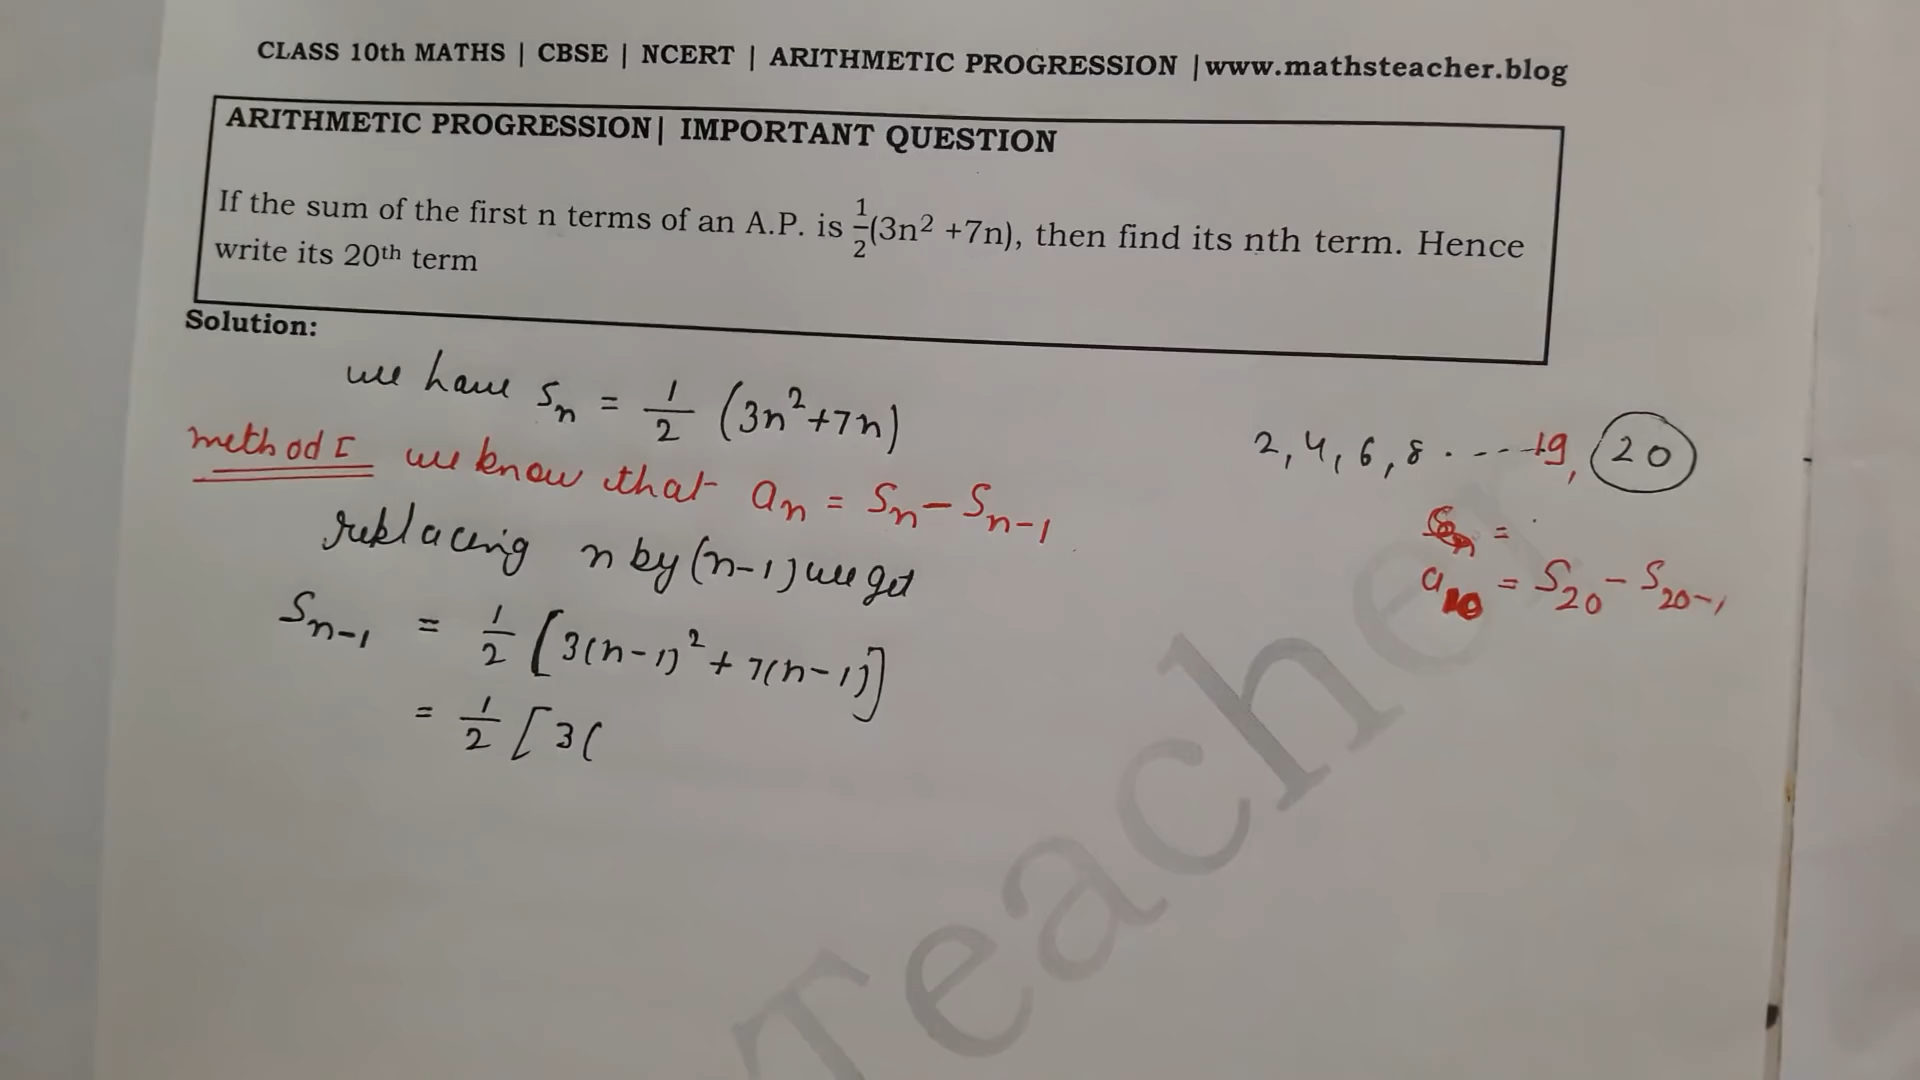 CLASS 10th MATHS | CBSE | NCERT | ARITHMETIC PROGRESSION |www.mathsteacher.blog
ARITHMETIC PROGRESSION| IMPORTANT QUESTION
If the sum of the first n terms of an A.P. is 1/2(3n² +7n), then find its nth term. Hence
write its 20th term
Solution:
we have Sn = 1/2 (3n²+7n)
method I we know that an = Sn - Sn-1
replacing n by (n-1) we get
Sn-1 = 1/2 [3(n-1)² + 7(n-1)]
= 1/2 [3(
2, 4, 6, 8 . - - - 19, 20
=
a = S20 - S20-1
Teacher